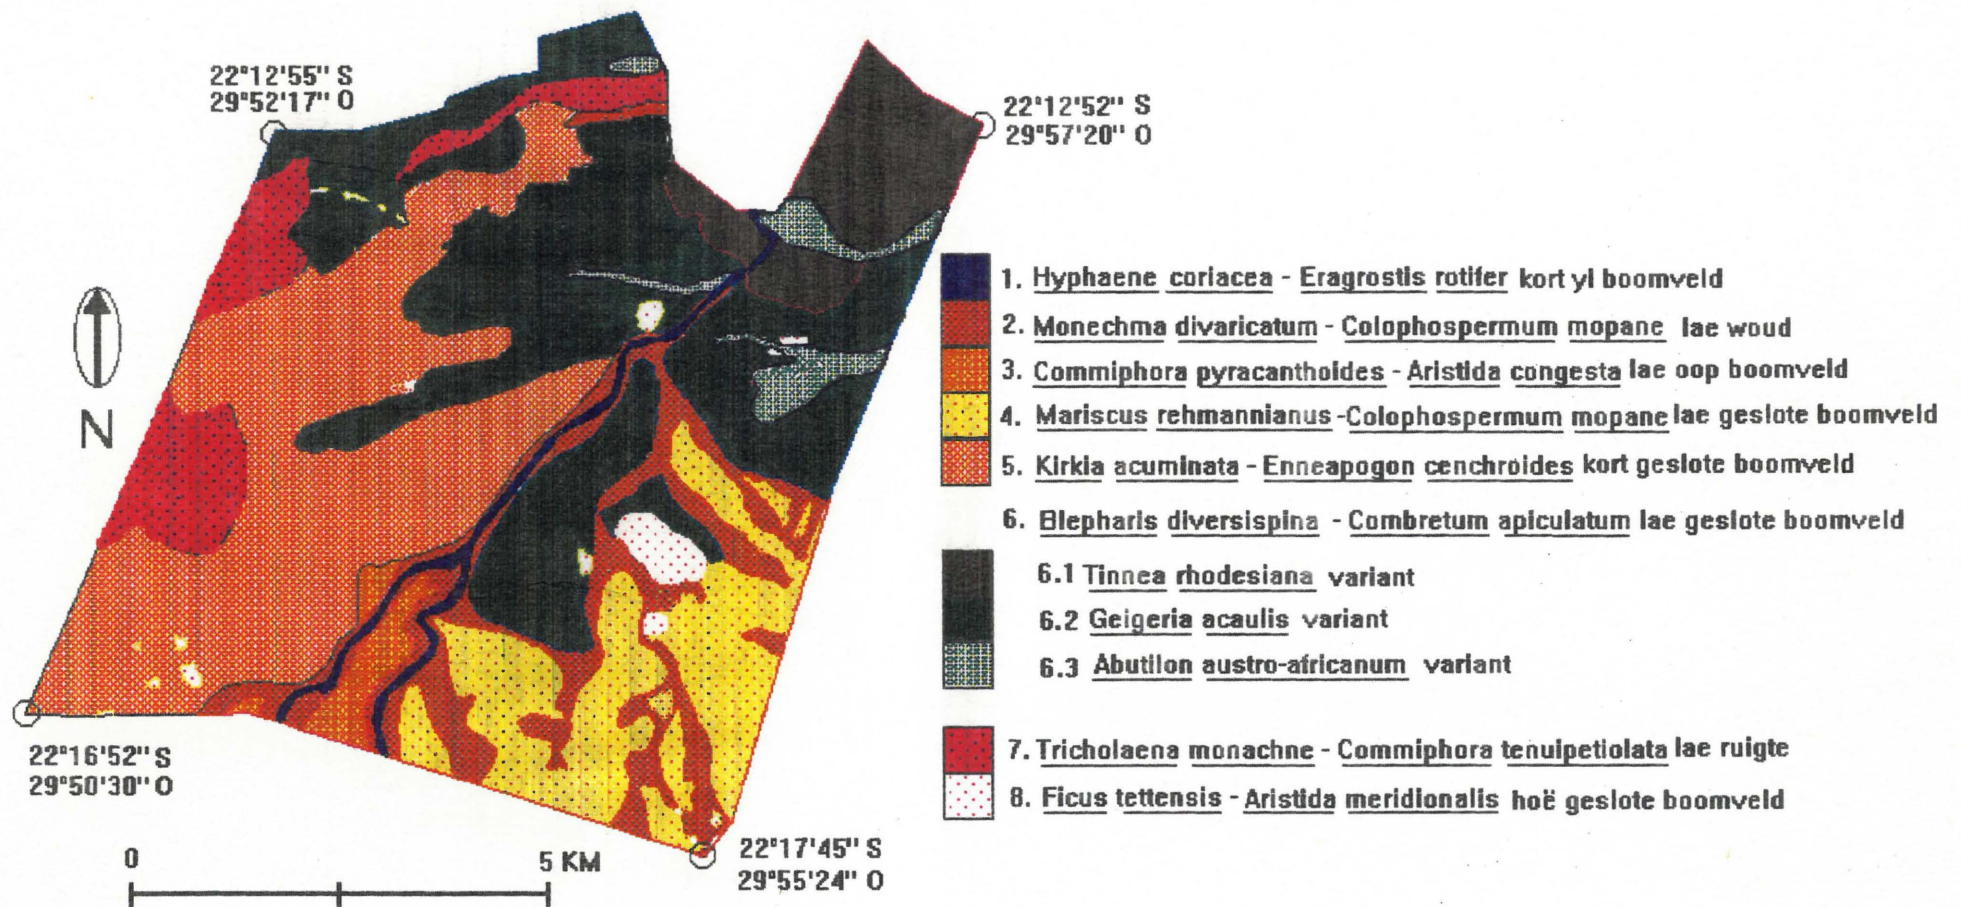 22°12'55'' S
29°52'17'' O
22°12'52'' S
29°57'20'' O
N
22°16'52'' S
29°50'30'' O
22°17'45'' S
29°55'24'' O
0 5 KM
1. Hyphaene coriacea - Eragrostis rotifer kort yl boomveld
2. Monechma divaricatum - Colophospermum mopane lae woud
3. Commiphora pyracanthoides - Aristida congesta lae oop boomveld
4. Mariscus rehmannianus -Colophospermum mopane lae geslote boomveld
5. Kirkia acuminata - Enneapogon cenchroides kort geslote boomveld
6. Blepharis diversispina - Combretum apiculatum lae geslote boomveld
6.1 Tinnea rhodesiana variant
6.2 Geigeria acaulis variant
6.3 Abutilon austro-africanum variant
7. Tricholaena monachne - Commiphora tenuipetiolata lae ruigte
8. Ficus tettensis - Aristida meridionalis hoë geslote boomveld